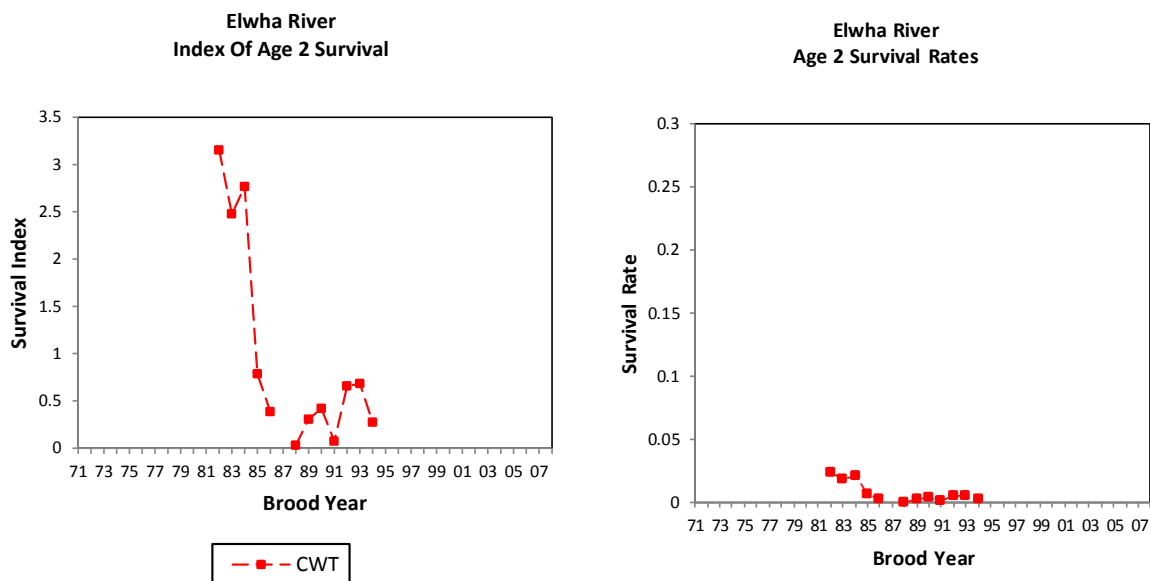 Elwha River
Index Of Age 2 Survival
3.5
3
2.5
2
1.5
1
0.5
0
Survival Index
71 73 75 77 79 81 83 85 87 89 91 93 95 97 99 01 03 05 07
Brood Year
CWT
Elwha River
Age 2 Survival Rates
0.3
0.25
0.2
0.15
0.1
0.05
0
Survival Rate
71 73 75 77 79 81 83 85 87 89 91 93 95 97 99 01 03 05 07
Brood Year